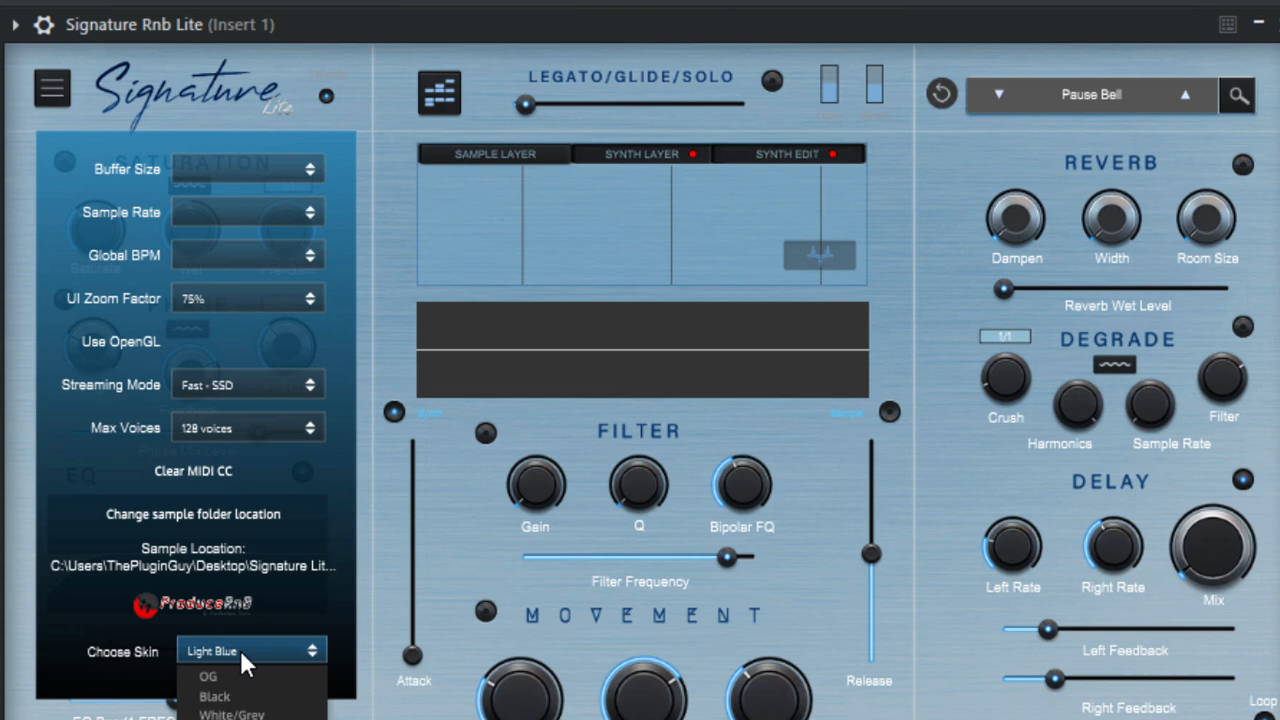 Signature Rnb Lite (Insert 1)
Signature
Lite
LEGATO/GLIDE/SOLO
Pause Bell
SATURATION
Buffer Size
Sample Rate
Global BPM
UI Zoom Factor 75%
Use OpenGL
Streaming Mode Fast - SSD
Max Voices 128 voices
Clear MIDI CC
EQ
Change sample folder location
Sample Location:
C:\Users\ThePluginGuy\Desktop\Signature Lit...
ProduceRnB
Choose Skin Light Blue
OG
Black
White/Grey
SAMPLE LAYER SYNTH LAYER SYNTH EDIT
Synth Sample
FILTER
Gain Q Bipolar FQ
Filter Frequency
MOVEMENT
Attack Release
REVERB
Dampen Width Room Size
Reverb Wet Level
1/1
DEGRADE
Crush Filter
Harmonics Sample Rate
DELAY
Left Rate Right Rate Mix
Left Feedback
Right Feedback
Loop